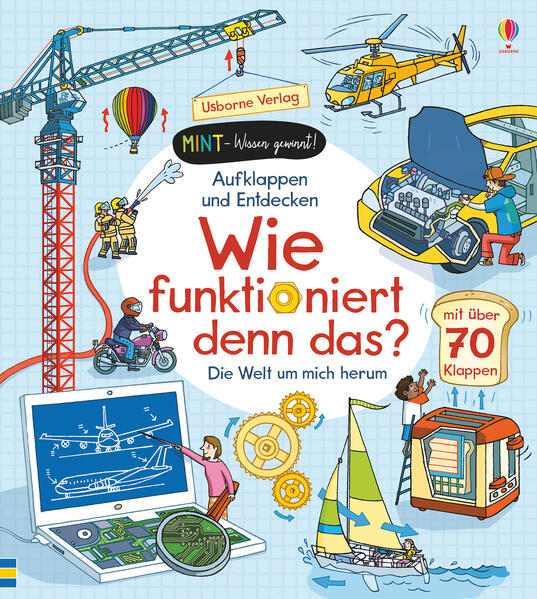 USBORNE
Usborne Verlag
MINT - Wissen gewinnt!
Aufklappen
und Entdecken
Wie
funktioniert
denn das?
Die Welt um mich herum
mit über
70
Klappen